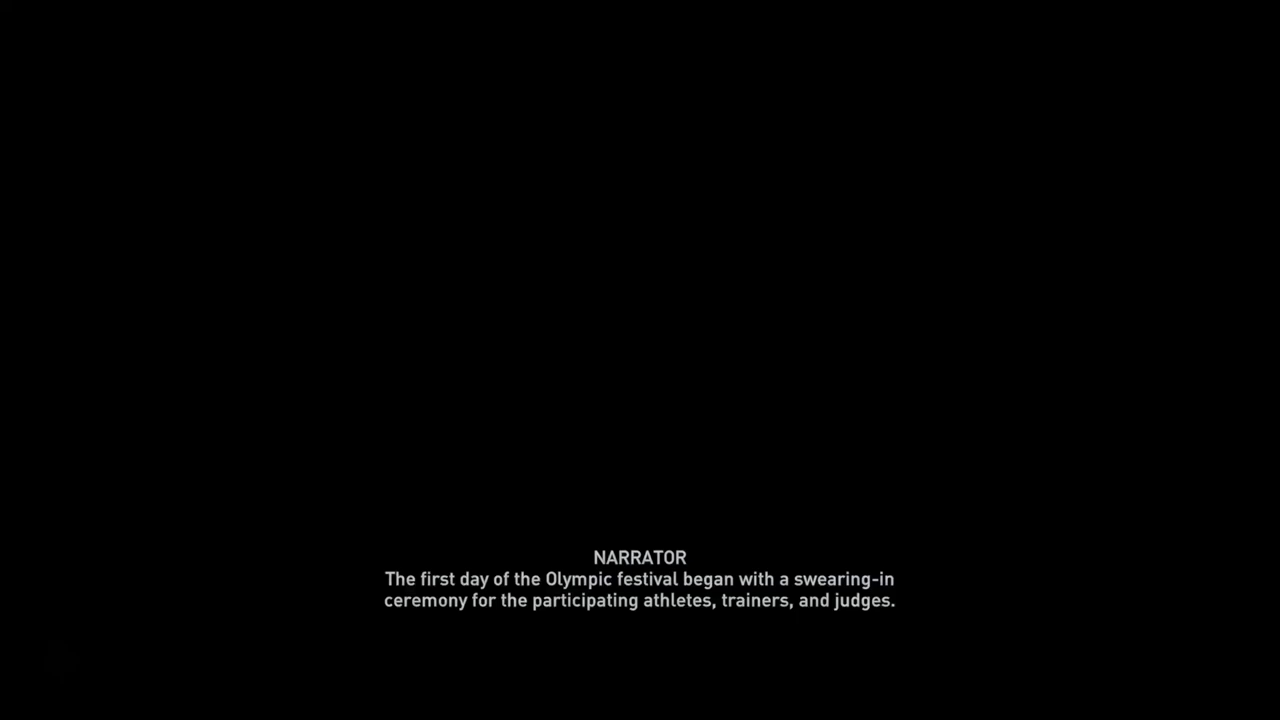 NARRATOR
The first day of the Olympic festival began with a swearing-in
ceremony for the participating athletes, trainers, and judges.